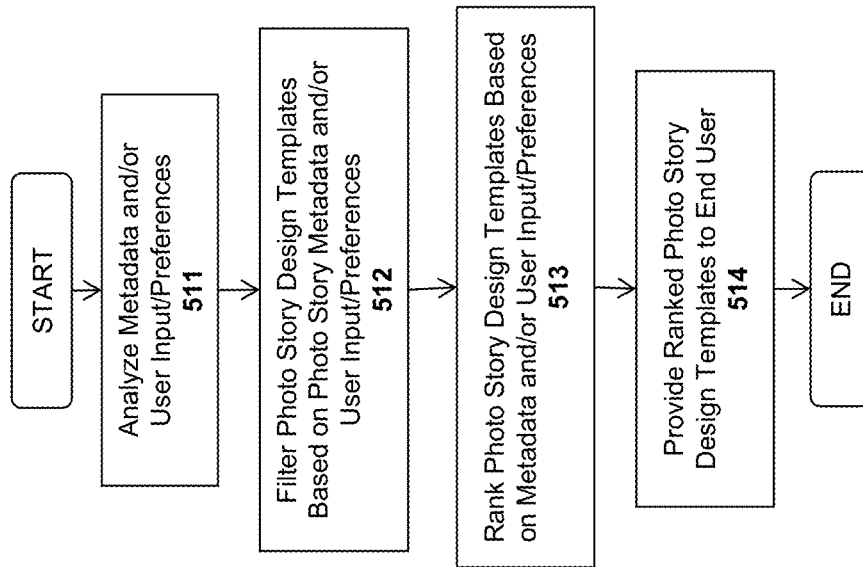 START
Analyze Metadata and/or
User Input/Preferences
511
Filter Photo Story Design Templates
Based on Photo Story Metadata and/or
User Input/Preferences
512
Rank Photo Story Design Templates Based
on Metadata and/or User Input/Preferences
513
Provide Ranked Photo Story
Design Templates to End User
514
END